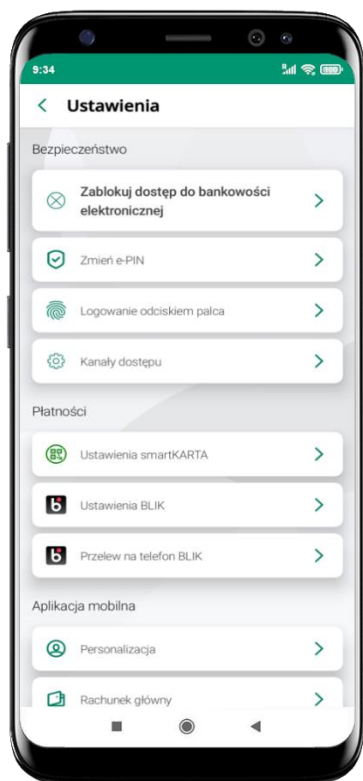 9:34
Ustawienia
Bezpieczeństwo
Zablokuj dostęp do bankowości
elektronicznej
Zmień e-PIN
Logowanie odciskiem palca
Kanały dostępu
Płatności
Ustawienia smartKARTA
Ustawienia BLIK
Przelew na telefon BLIK
Aplikacja mobilna
Personalizacja
Rachunek główny